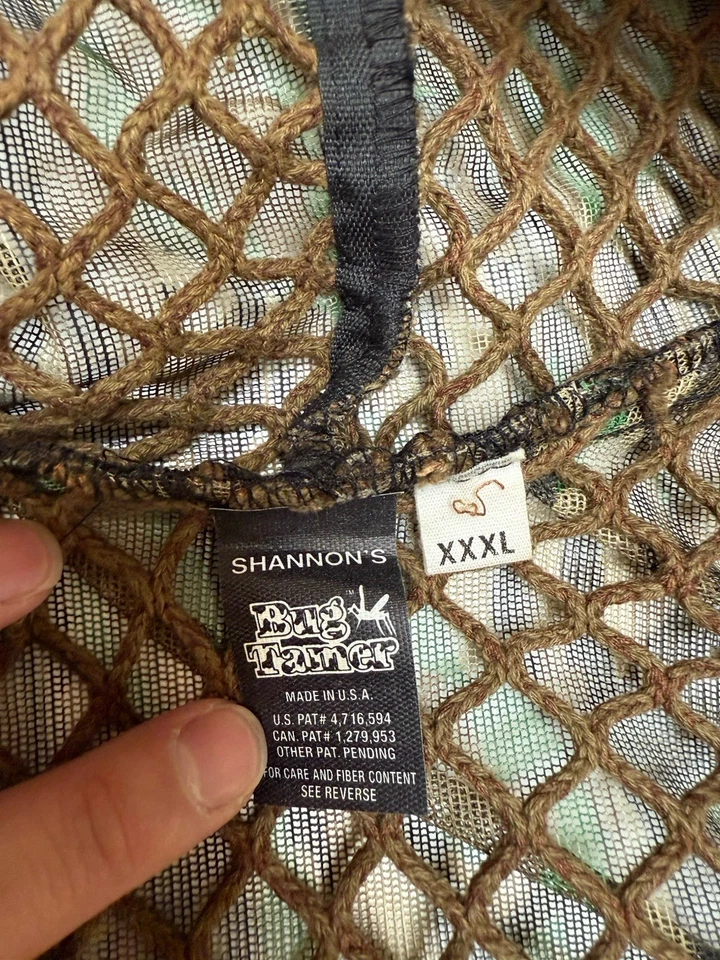 SHANNON'S
Bug
Tamer
MADE IN U.S.A.
U.S. PAT# 4,716,594
CAN. PAT# 1,279,953
OTHER PAT. PENDING
FOR CARE AND FIBER CONTENT
SEE REVERSE
XXXL